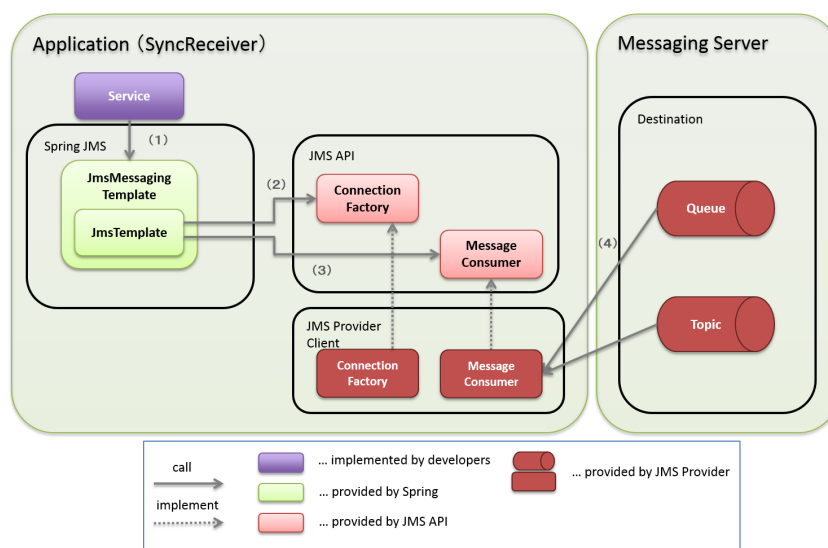 Application（SyncReceiver）
Messaging Server
Service
(1)
Spring JMS
JmsMessaging
Template
JmsTemplate
(2)
(3)
JMS API
Connection
Factory
Message
Consumer
JMS Provider
Client
Connection
Factory
Message
Consumer
Destination
(4)
Queue
Topic
call
implement
... implemented by developers
... provided by Spring
... provided by JMS API
... provided by JMS Provider